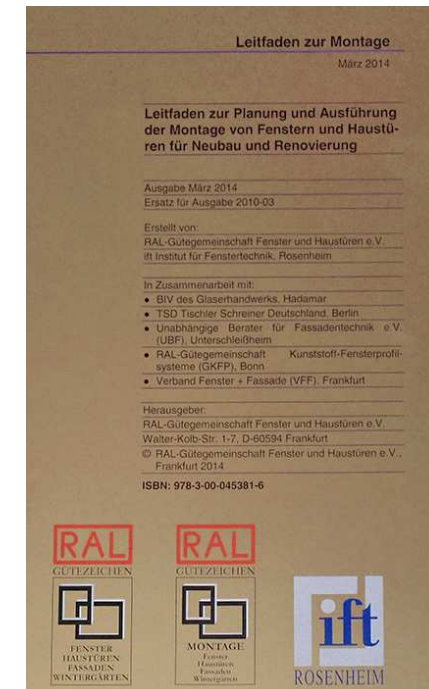 Leitfaden zur Montage
März 2014
Leitfaden zur Planung und Ausführung
der Montage von Fenstern und Haustü-
ren für Neubau und Renovierung
Ausgabe März 2014
Ersatz für Ausgabe 2010-03
Erstellt von:
RAL-Gütegemeinschaft Fenster und Haustüren e.V.
ift Institut für Fenstertechnik, Rosenheim
In Zusammenarbeit mit:
• BIV des Glaserhandwerks, Hadamar
• TSD Tischler Schreiner Deutschland, Berlin
• Unabhängige Berater für Fassadentechnik e.V.
(UBF), Unterschleißheim
• RAL-Gütegemeinschaft Kunststoff-Fensterprofil-
systeme (GKFP), Bonn
• Verband Fenster + Fassade (VFF), Frankfurt
Herausgeber:
RAL-Gütegemeinschaft Fenster und Haustüren e.V.
Walter-Kolb-Str. 1-7, D-60594 Frankfurt
© RAL-Gütegemeinschaft Fenster und Haustüren e.V.,
Frankfurt 2014
ISBN: 978-3-00-045381-6
RAL
GÜTEZEICHEN
FENSTER
HAUSTÜREN
FASSADEN
WINTERGÄRTEN
RAL
GÜTEZEICHEN
MONTAGE
Fenster
Haustüren
Fassaden
Wintergärten
ift
ROSENHEIM